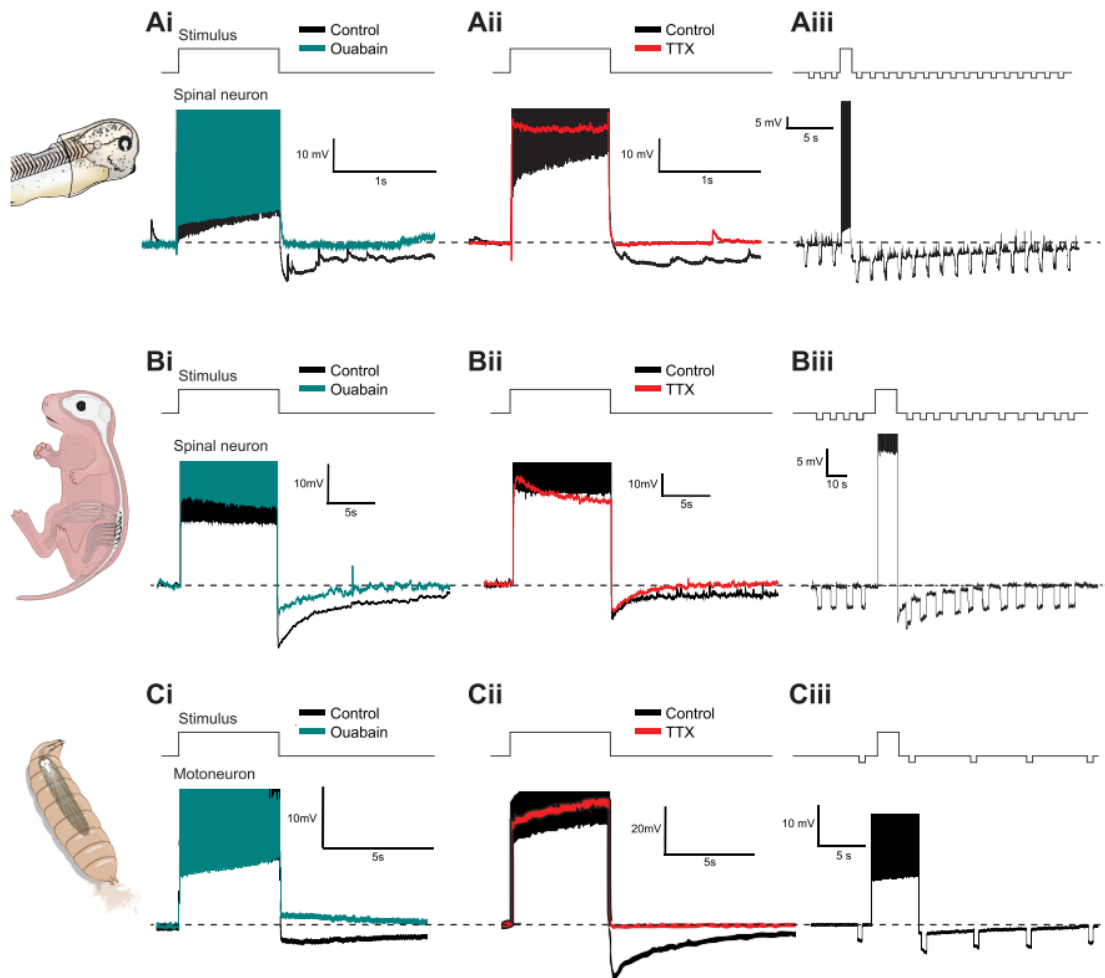 Ai
Control
Ouabain
Stimulus
Spinal neuron
10 mV
1s
Aii
Control
TTX
10 mV
1s
Aiii
5 mV
5 s
Bi
Control
Ouabain
Stimulus
Spinal neuron
10mV
5s
Bii
Control
TTX
10mV
5s
Biii
5 mV
10 s
Ci
Control
Ouabain
Stimulus
Motoneuron
10mV
5s
Cii
Control
TTX
20mV
5s
Ciii
10 mV
5 s